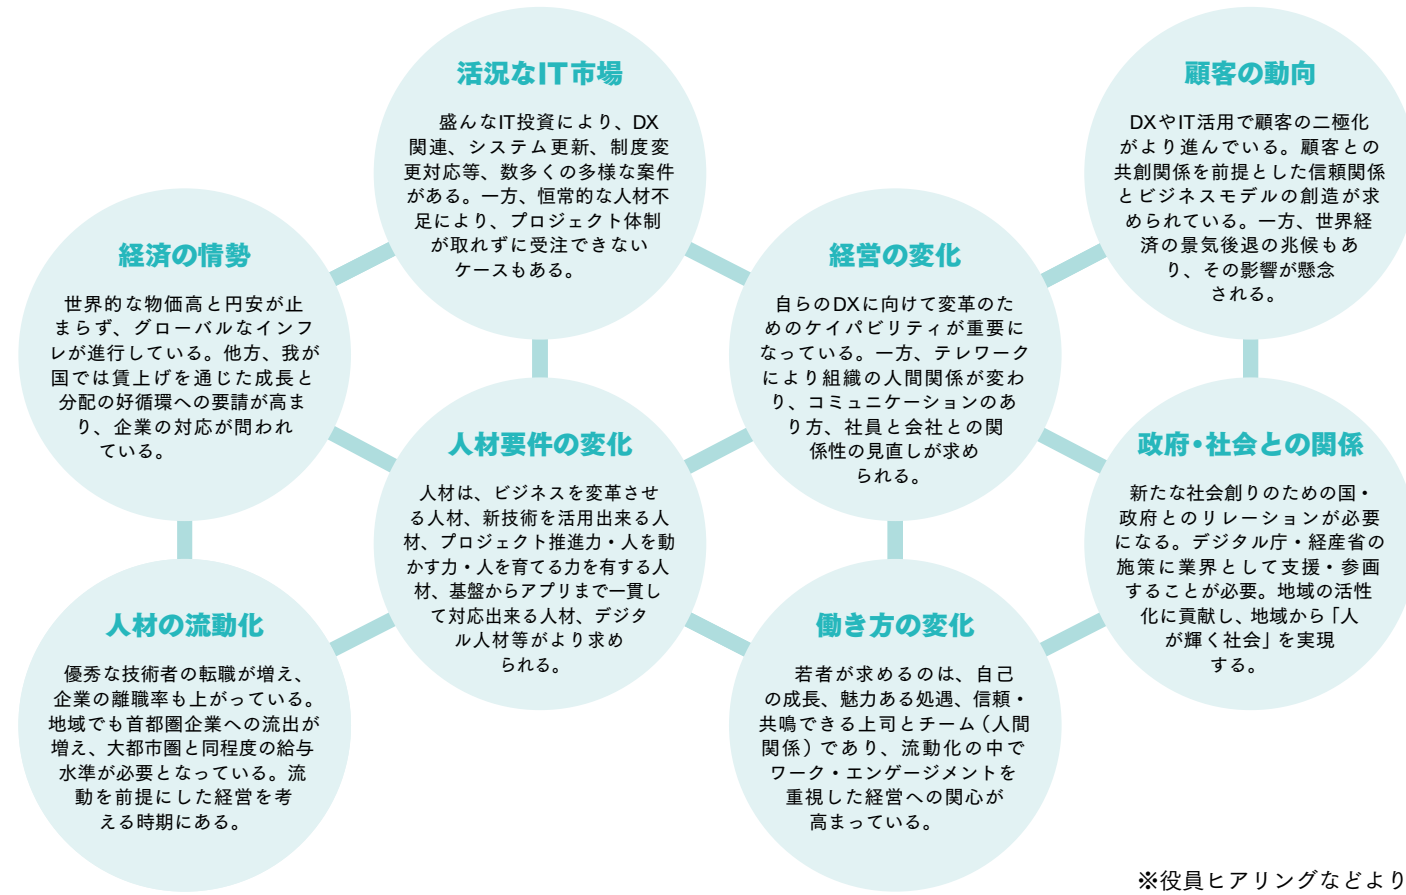 活況なIT市場
盛んなIT投資により、DX
関連、システム更新、制度変
更対応等、数多くの多様な案件
がある。一方、恒常的な人材不
足により、プロジェクト体制
が取れずに受注できない
ケースもある。
顧客の動向
DXやIT活用で顧客の二極化
がより進んでいる。顧客との
共創関係を前提とした信頼関係
とビジネスモデルの創造が求
められている。一方、世界経
済の景気後退の兆候もあ
り、その影響が懸念
される。
経済の情勢
世界的な物価高と円安が止
まらず、グローバルなインフ
レが進行している。他方、我が
国では賃上げを通じた成長と
分配の好循環への要請が高ま
り、企業の対応が問われ
ている。
経営の変化
自らのDXに向けて変革のた
めのケイパビリティが重要に
なっている。一方、テレワーク
により組織の人間関係が変わ
り、コミュニケーションのあ
り方、社員と会社との関
係性の見直しが求め
られる。
人材要件の変化
人材は、ビジネスを変革させ
る人材、新技術を活用出来る人
材、プロジェクト推進力・人を動
かす力・人を育てる力を有する人
材、基盤からアプリまで一貫し
て対応出来る人材、デジタ
ル人材等がより求め
られる。
政府・社会との関係
新たな社会創りのための国・
政府とのリレーションが必要
になる。デジタル庁・経産省の
施策に業界として支援・参画
することが必要。地域の活性
化に貢献し、地域から「人
が輝く社会」を実現
する。
人材の流動化
優秀な技術者の転職が増え、
企業の離職率も上がっている。
地域でも首都圏企業への流出が
増え、大都市圏と同程度の給与
水準が必要となっている。流
動を前提にした経営を考
える時期にある。
働き方の変化
若者が求めるのは、自己
の成長、魅力ある処遇、信頼・
共鳴できる上司とチーム（人間
関係）であり、流動化の中で
ワーク・エンゲージメントを
重視した経営への関心が
高まっている。
※役員ヒアリングなどより